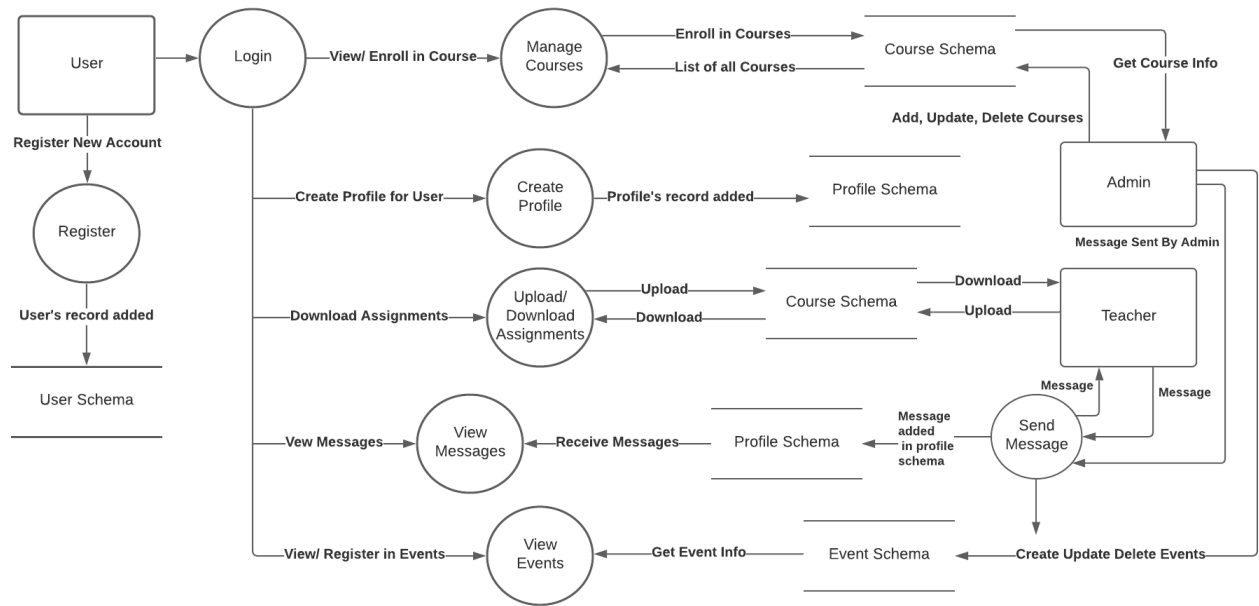 User
Login
View/ Enroll in Course
Manage
Courses
Enroll in Courses
List of all Courses
Course Schema
Get Course Info
Add, Update, Delete Courses
Register New Account
Register
User's record added
User Schema
Create Profile for User
Create
Profile
Profile's record added
Profile Schema
Admin
Message Sent By Admin
Download Assignments
Upload/
Download
Assignments
Upload
Download
Course Schema
Download
Upload
Teacher
Message
Message
Vew Messages
View
Messages
Receive Messages
Profile Schema
Message
added
in profile
schema
Send
Message
View/ Register in Events
View
Events
Get Event Info
Event Schema
Create Update Delete Events